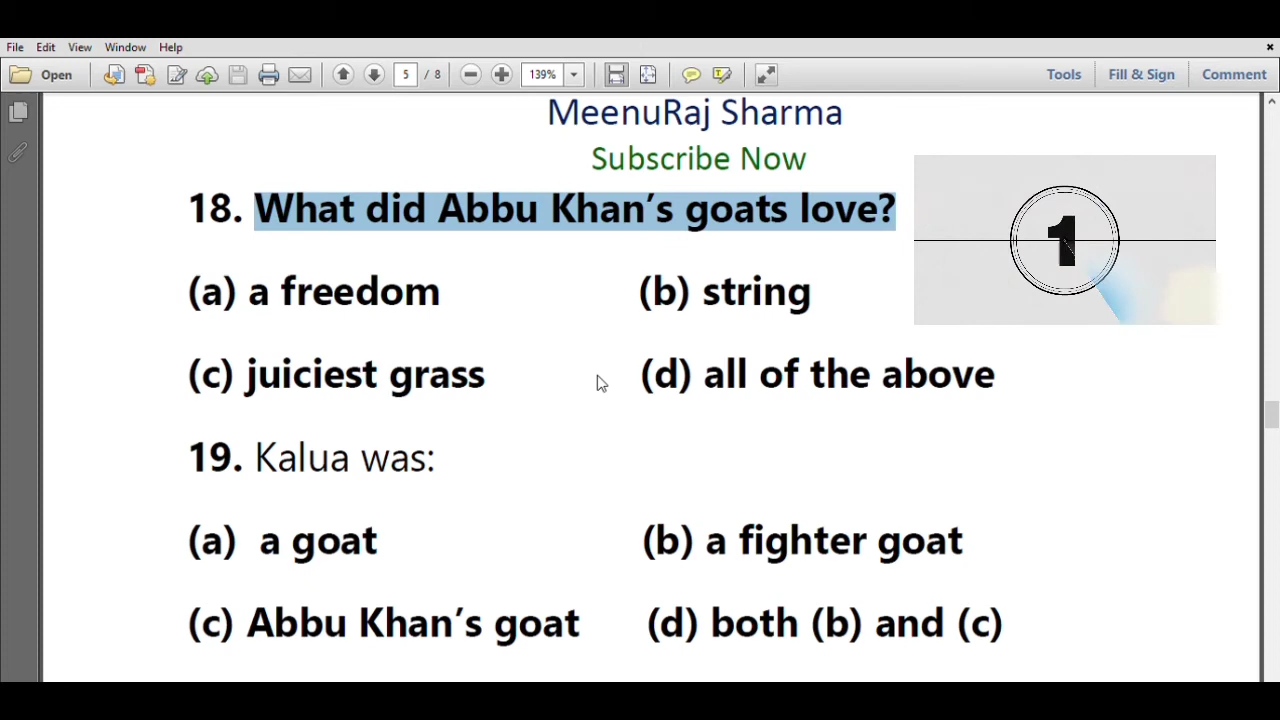 File Edit View Window Help ×
Open 5 / 8 139% Tools Fill & Sign Comment
MeenuRaj Sharma
Subscribe Now
18. What did Abbu Khan’s goats love?
1
(a) a freedom (b) string
(c) juiciest grass (d) all of the above
19. Kalua was:
(a) a goat (b) a fighter goat
(c) Abbu Khan’s goat (d) both (b) and (c)